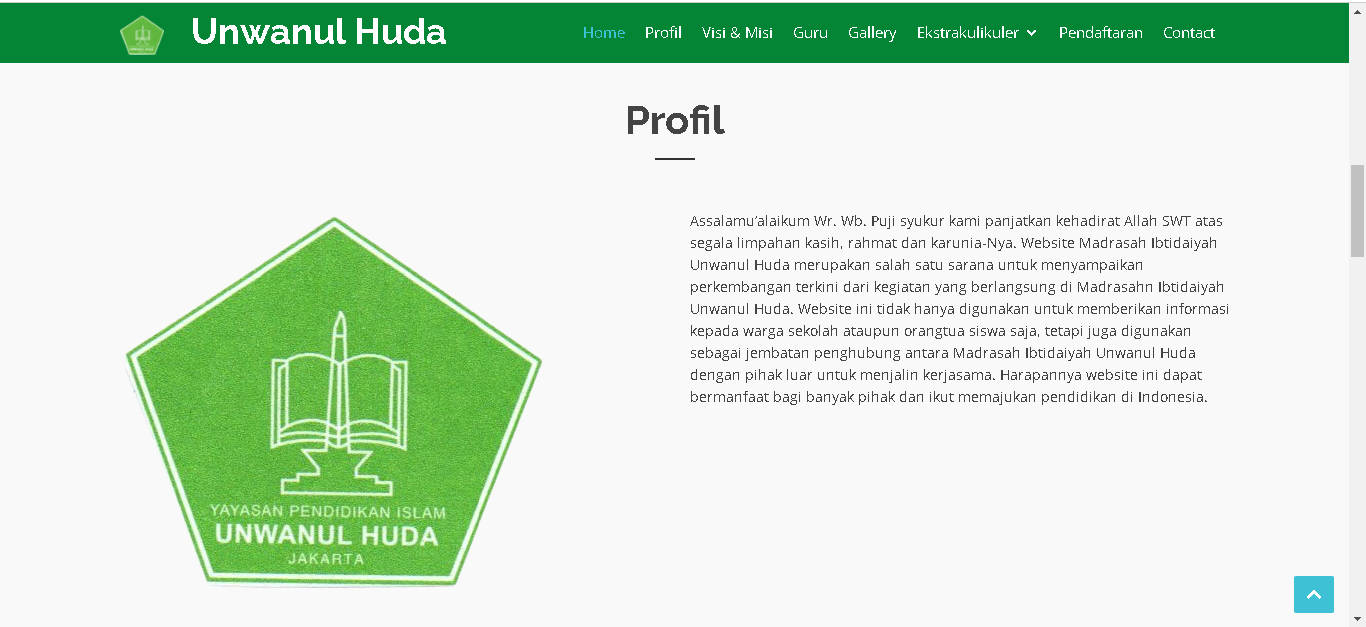 Unwanul Huda
Home Profil Visi & Misi Guru Gallery Ekstrakulikuler Pendaftaran Contact
Profil
Assalamu'alaikum Wr. Wb. Puji syukur kami panjatkan kehadirat Allah SWT atas
segala limpahan kasih, rahmat dan karunia-Nya. Website Madrasah Ibtidaiyah
Unwanul Huda merupakan salah satu sarana untuk menyampaikan
perkembangan terkini dari kegiatan yang berlangsung di Madrasahn Ibtidaiyah
Unwanul Huda. Website ini tidak hanya digunakan untuk memberikan informasi
kepada warga sekolah ataupun orangtua siswa saja, tetapi juga digunakan
sebagai jembatan penghubung antara Madrasah Ibtidaiyah Unwanul Huda
dengan pihak luar untuk menjalin kerjasama. Harapannya website ini dapat
bermanfaat bagi banyak pihak dan ikut memajukan pendidikan di Indonesia.
YAYASAN PENDIDIKAN ISLAM
UNWANUL HUDA
JAKARTA